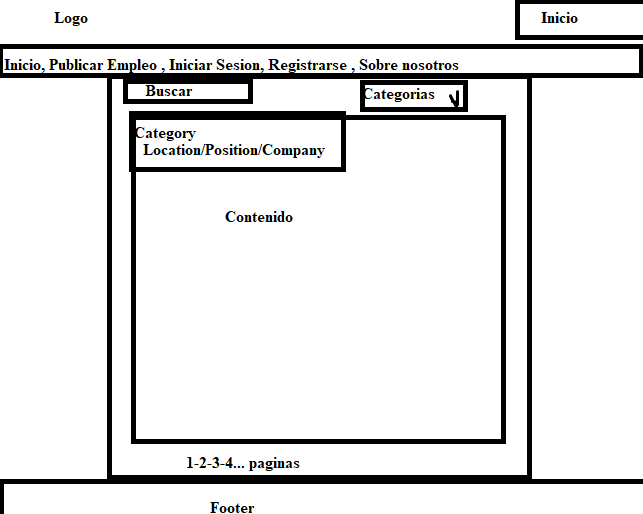 Logo
Inicio
Inicio, Publicar Empleo , Iniciar Sesion, Registrarse , Sobre nosotros
Buscar
Categorias
Category
Location/Position/Company
Contenido
1-2-3-4... paginas
Footer